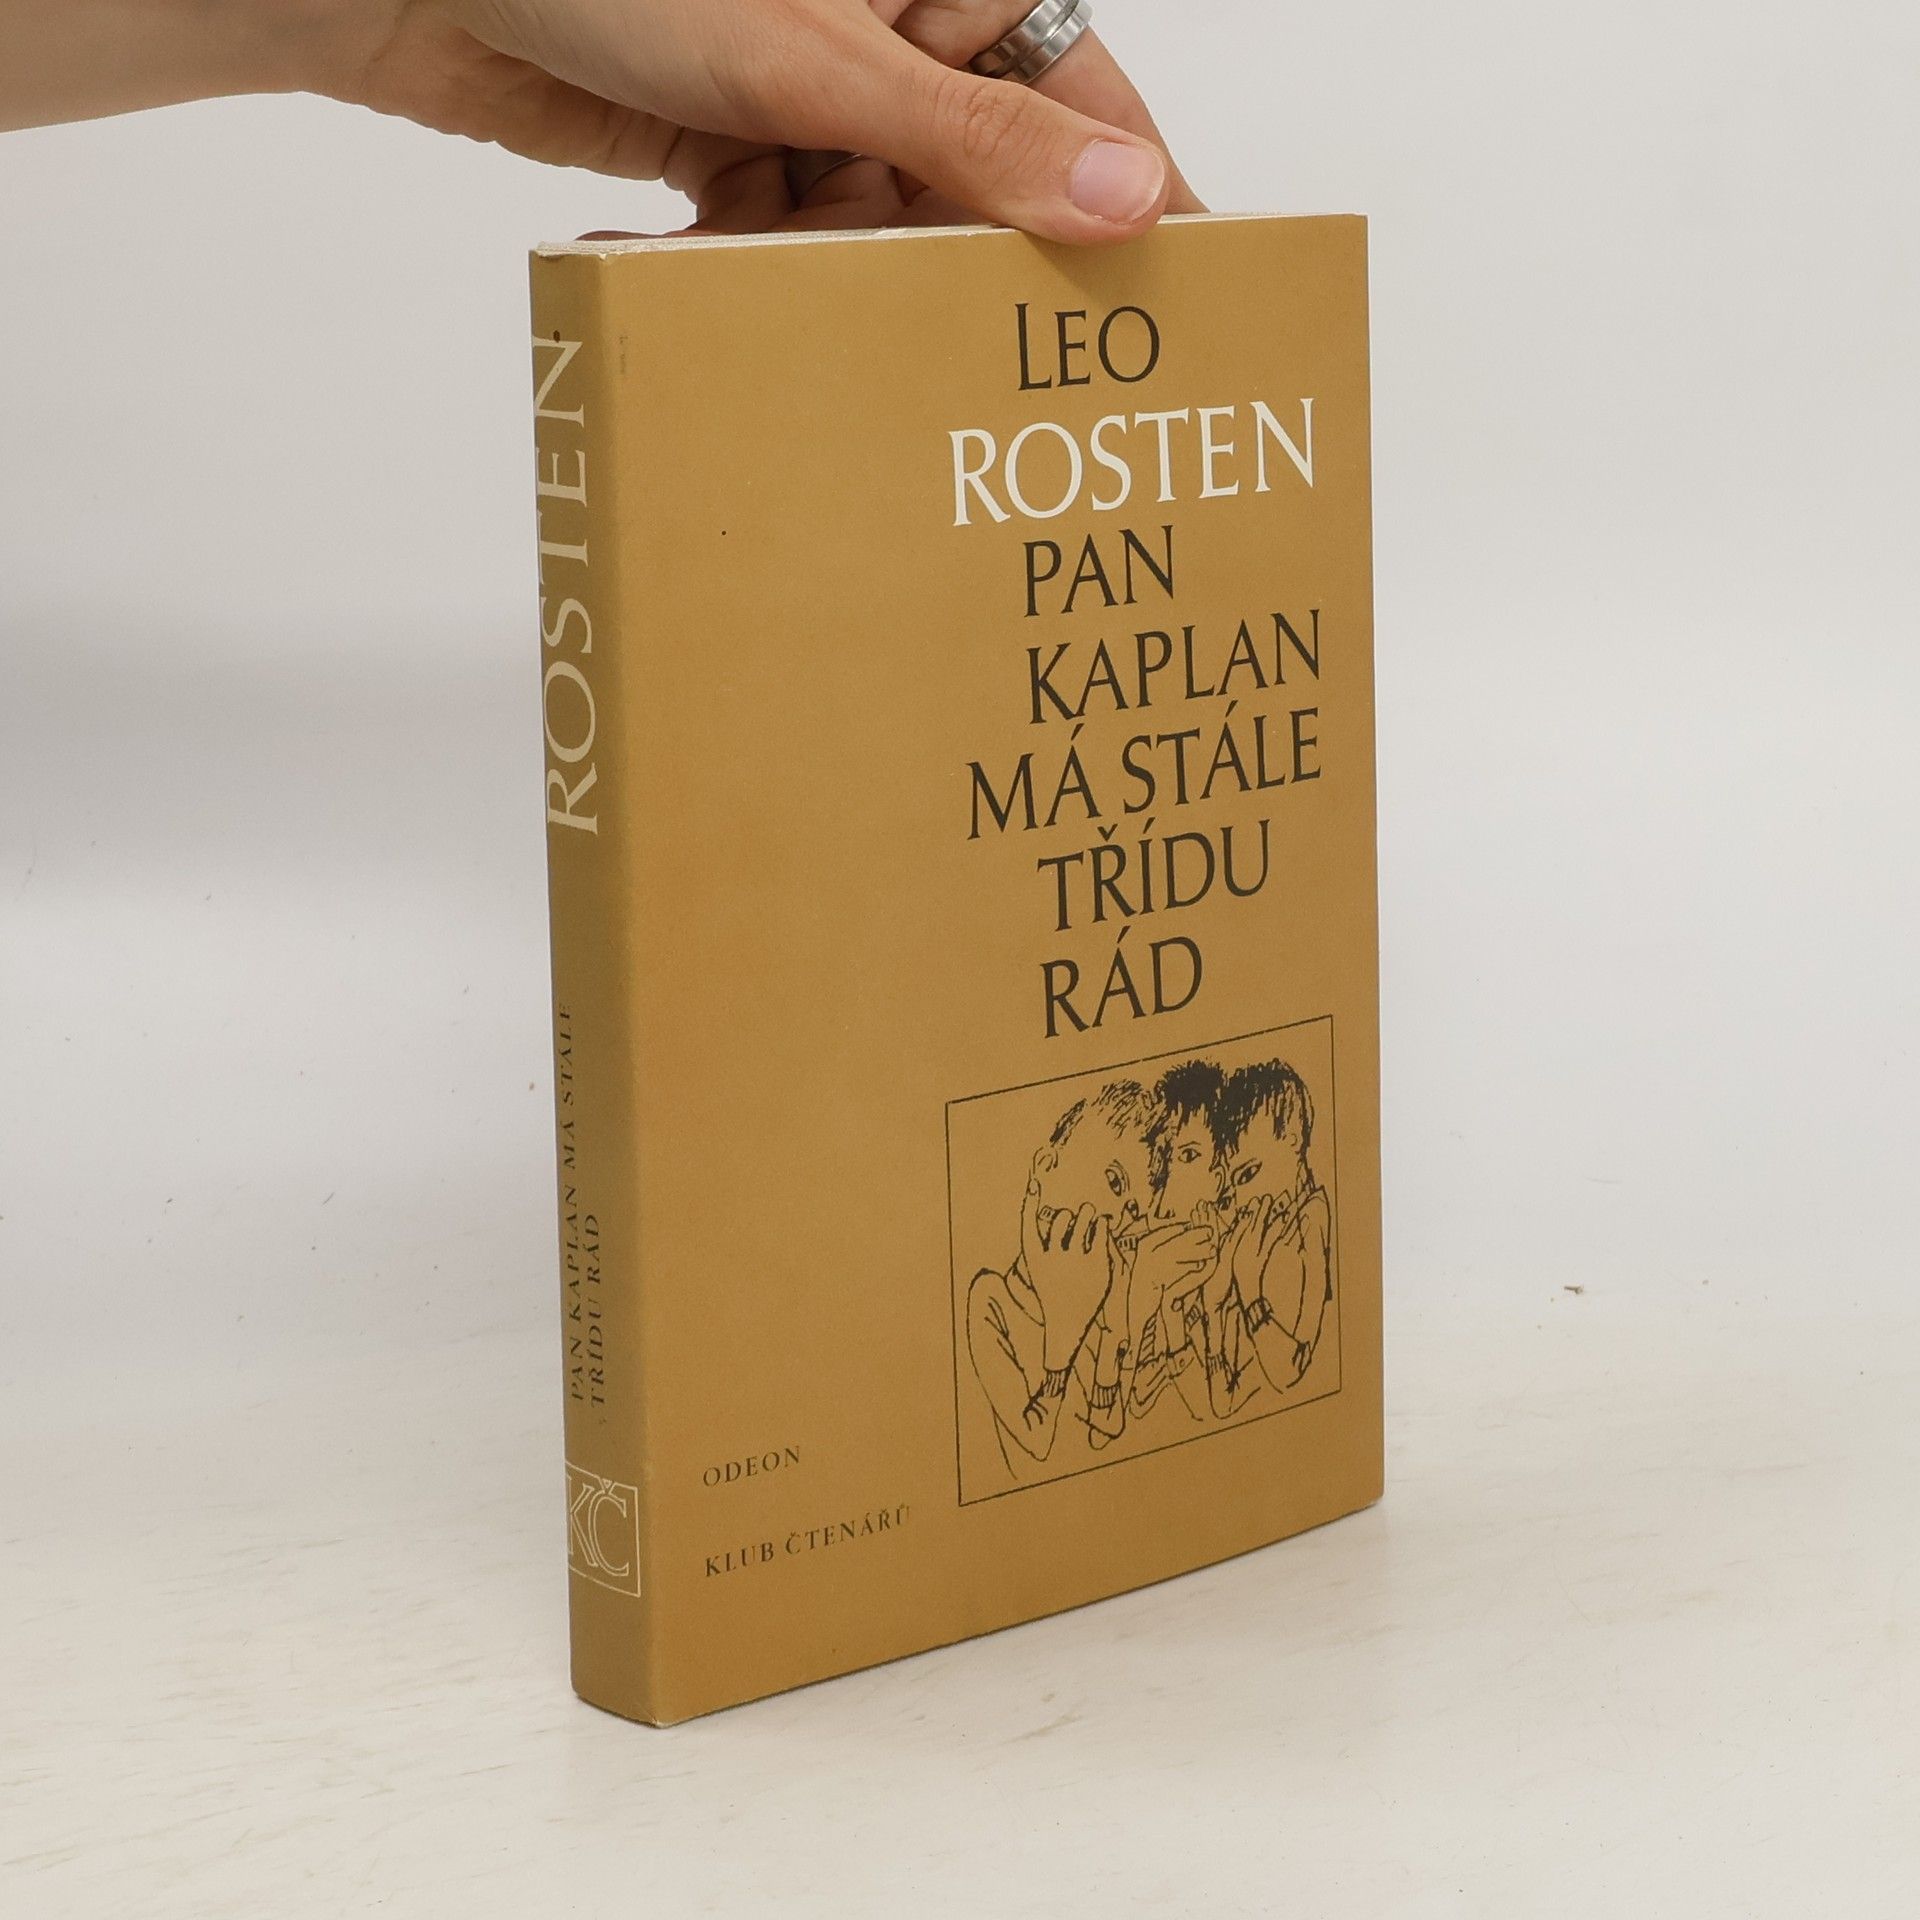 LEO
ROSTEN
PAN
KAPLAN
MÁ STÁLE
TŘÍDU
RÁD
ODEON
KLUB ČTENÁŘŮ
ROSTEN
PAN KAPLAN MÁ STÁLE
TŘÍDU RÁD
KČ